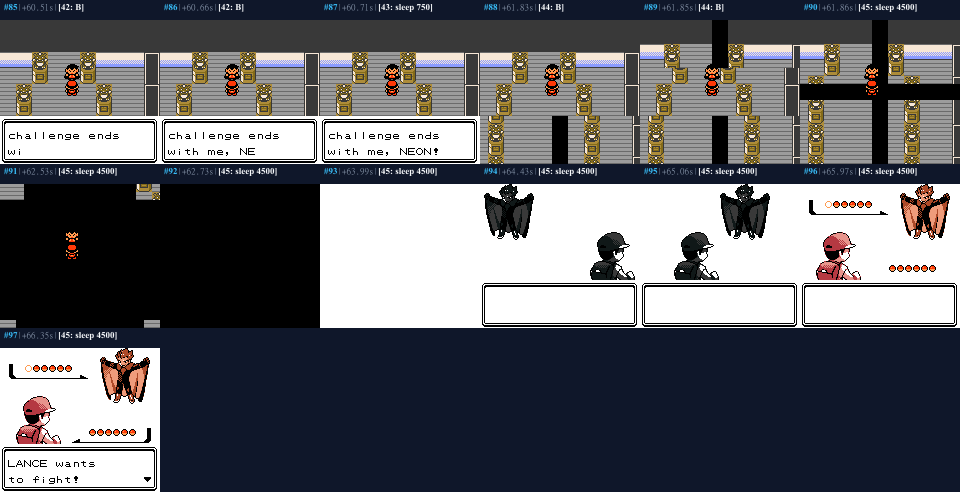 #85|+60.51s| [42: B]
#86|+60.66s| [42: B]
#87|+60.71s| [43: sleep 750]
#88|+61.83s| [44: B]
#89|+61.85s| [44: B]
#90|+61.86s| [45: sleep 4500]
challenge ends
wi
challenge ends
with me, NE
challenge ends
with me, NEON!
#91|+62.53s| [45: sleep 4500]
#92|+62.73s| [45: sleep 4500]
#93|+63.99s| [45: sleep 4500]
#94|+64.43s| [45: sleep 4500]
#95|+65.06s| [45: sleep 4500]
#96|+65.97s| [45: sleep 4500]
#97|+66.35s| [45: sleep 4500]
LANCE wants
to fight!